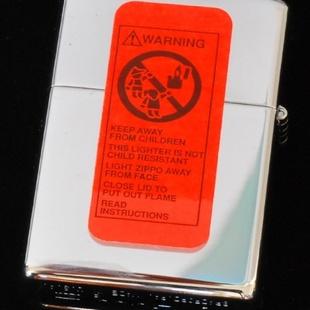 WARNING
KEEP AWAY
FROM CHILDREN
THIS LIGHTER IS NOT
CHILD RESISTANT
LIGHT ZIPPO AWAY
FROM FACE
CLOSE LID TO
PUT OUT FLAME
READ
INSTRUCTIONS